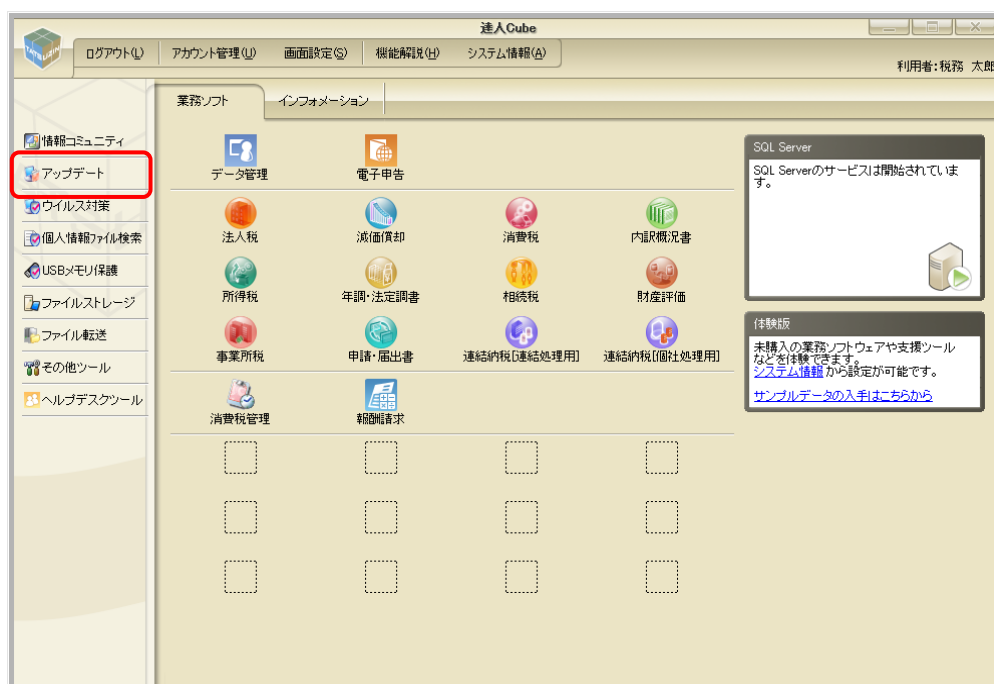 達人Cube
ログアウト(L)
アカウント管理(U)
画面設定(S)
機能解説(H)
システム情報(A)
利用者:税務 太郎
業務ソフト
インフォメーション
情報コミュニティ
アップデート
ウイルス対策
個人情報ファイル検索
USBメモリ保護
ファイルストレージ
ファイル転送
その他ツール
ヘルプデスクツール
データ管理
電子申告
法人税
減価償却
消費税
内訳概況書
所得税
年調・法定調書
相続税
財産評価
事業所税
申請・届出書
連結納税[連結処理用]
連結納税[個社処理用]
消費税管理
報酬請求
SQL Server
SQL Serverのサービスは開始されていま
す。
体験版
未購入の業務ソフトウェアや支援ツール
などを体験できます。
システム情報から設定が可能です。
サンプルデータの入手はこちらから